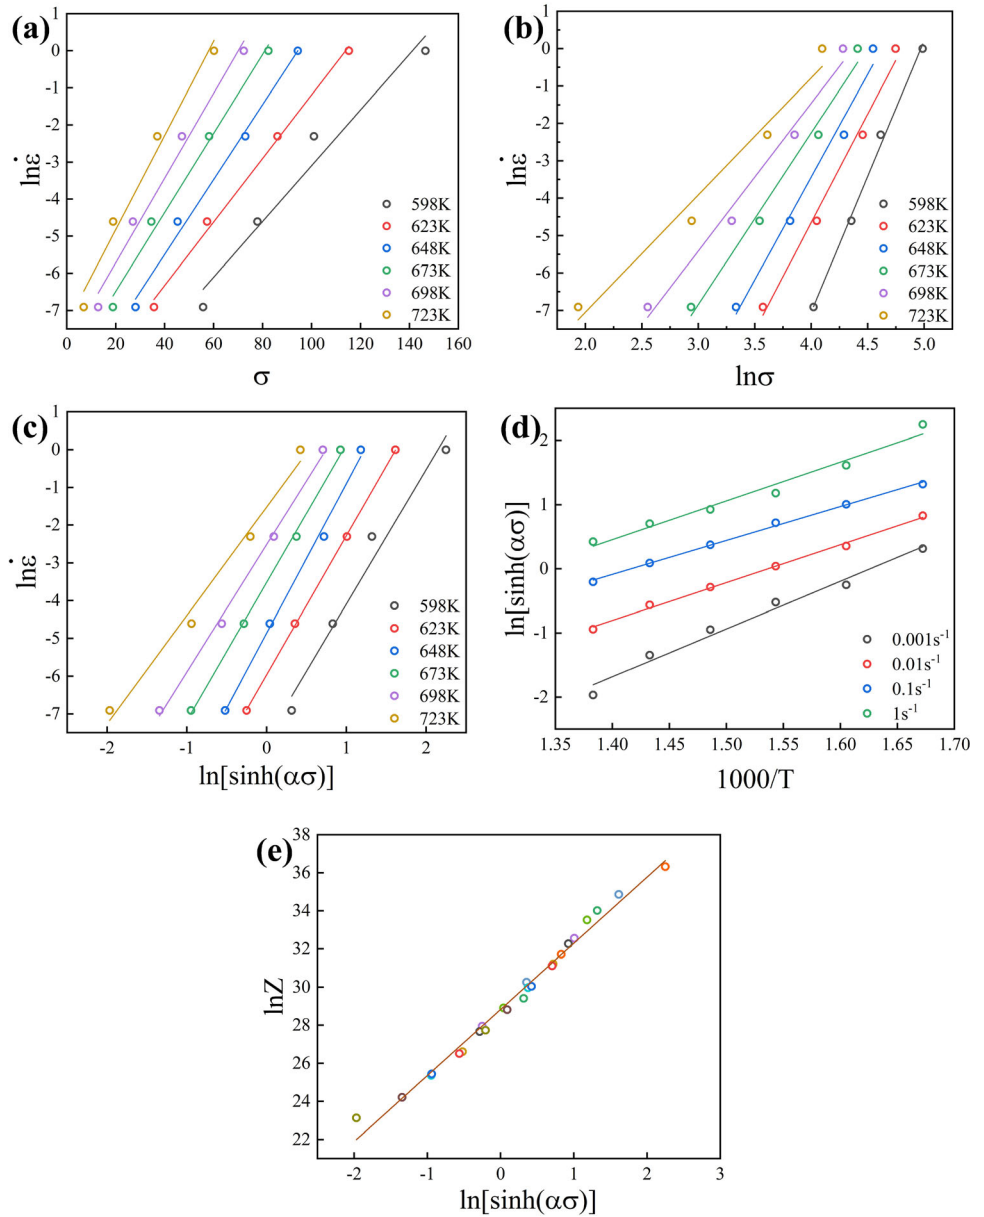 (a)
1
0
-1
-2
-3
-4
-5
-6
-7
lnε̇
598K
623K
648K
673K
698K
723K
0 20 40 60 80 100 120 140 160
σ
(b)
0
-1
-2
-3
-4
-5
-6
-7
lnε̇
598K
623K
648K
673K
698K
723K
2.0 2.5 3.0 3.5 4.0 4.5 5.0
lnσ
(c)
1
0
-1
-2
-3
-4
-5
-6
-7
lnε̇
598K
623K
648K
673K
698K
723K
-2 -1 0 1 2
ln[sinh(ασ)]
(d)
2
1
0
-1
-2
ln[sinh(ασ)]
0.001s⁻¹
0.01s⁻¹
0.1s⁻¹
1s⁻¹
1.35 1.40 1.45 1.50 1.55 1.60 1.65 1.70
1000/T
(e)
38
36
34
32
30
28
26
24
22
lnZ
-2 -1 0 1 2 3
ln[sinh(ασ)]